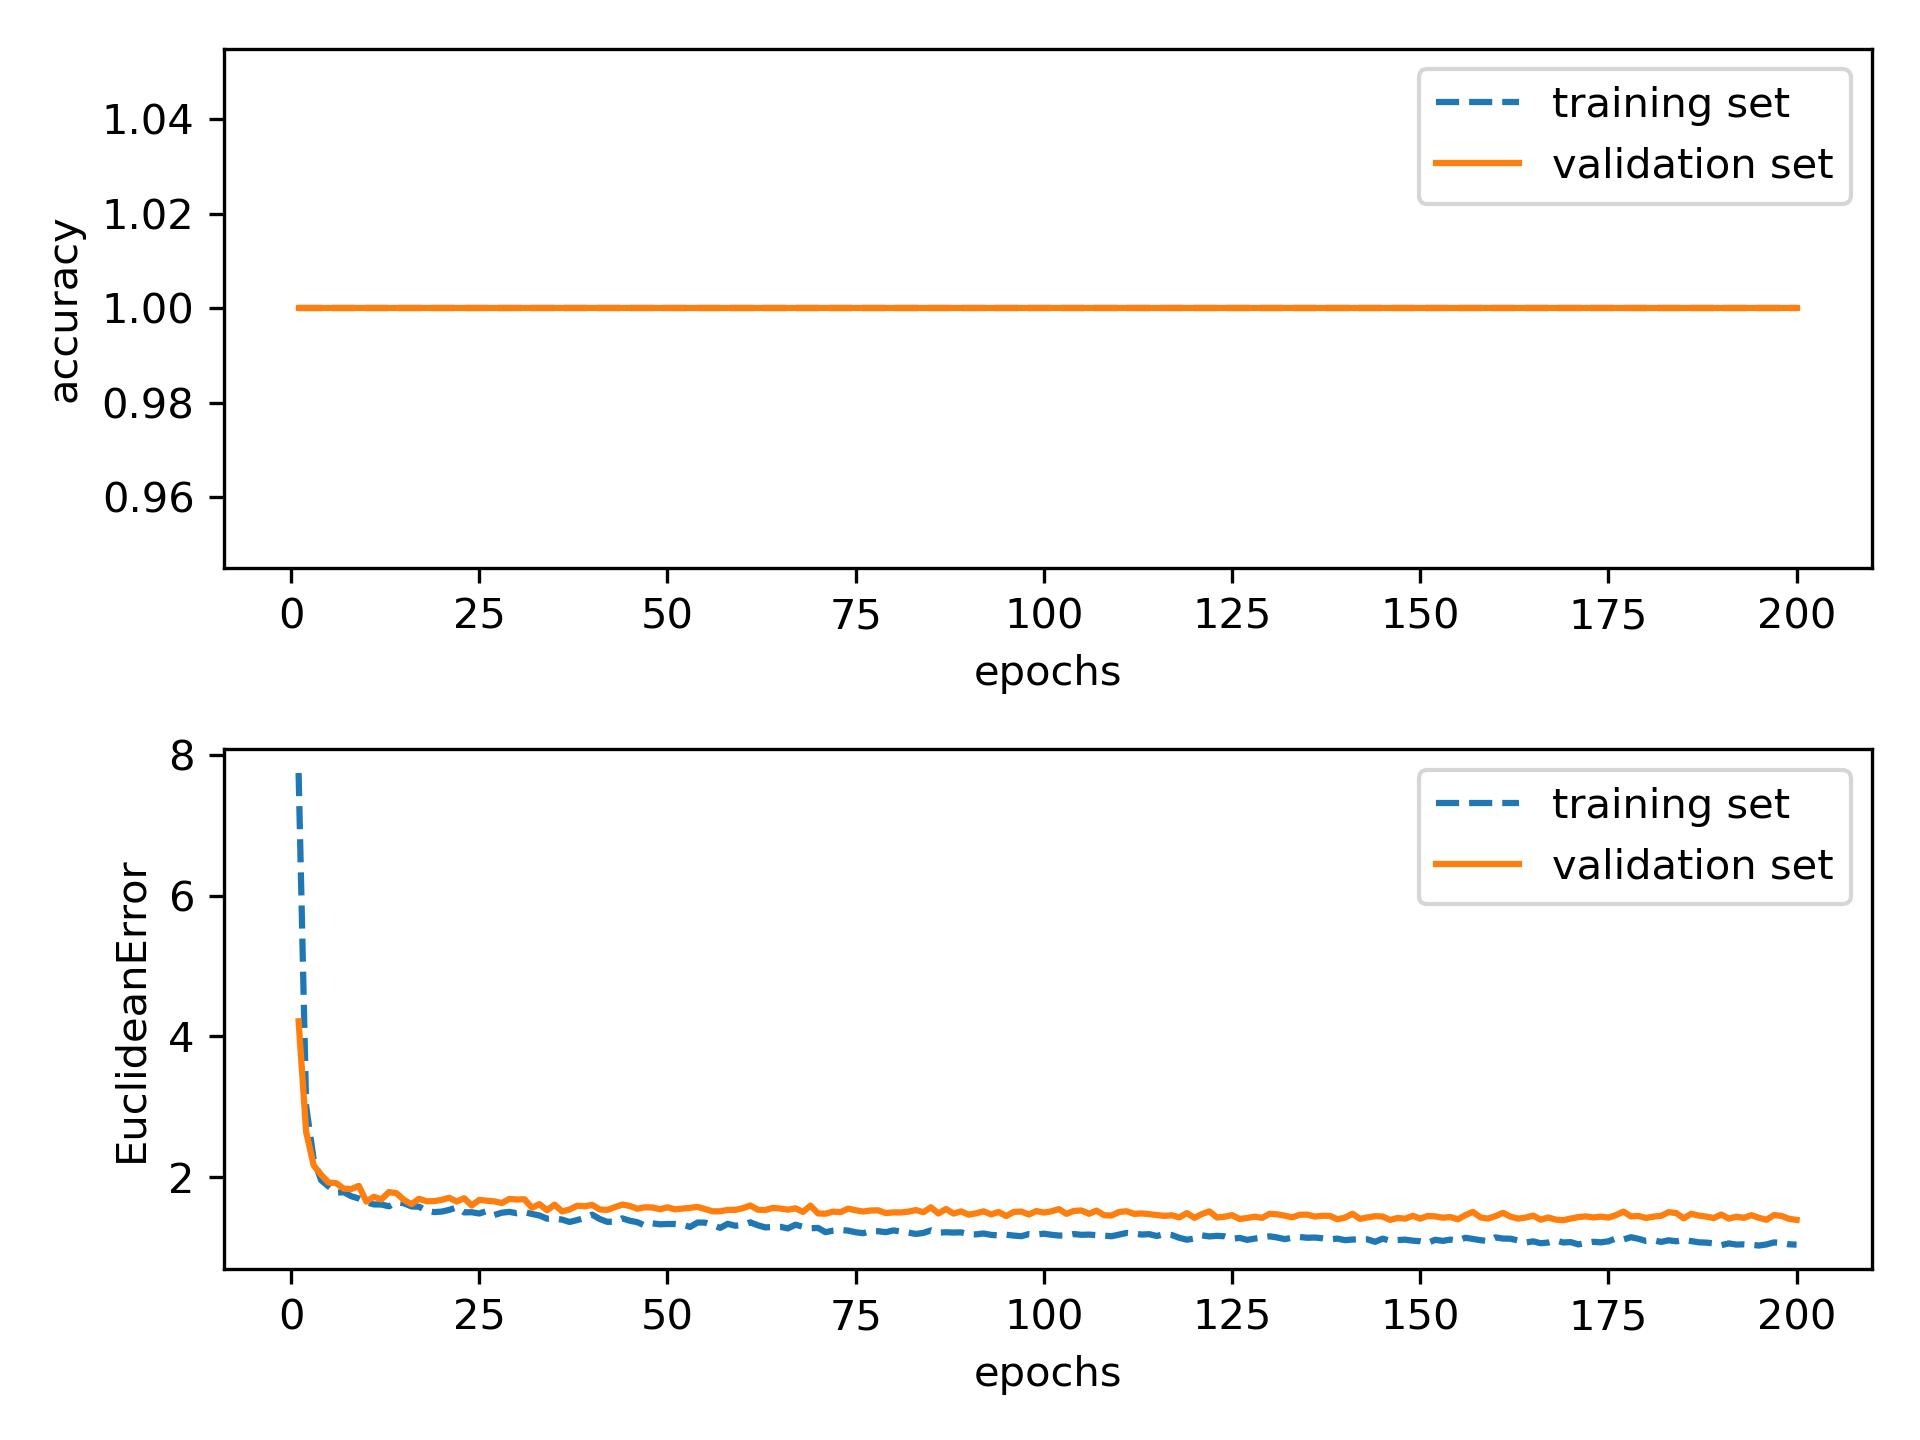 1.04
1.02
1.00
0.98
0.96
accuracy
training set
validation set
0 25 50 75 100 125 150 175 200
epochs
8
6
4
2
EuclideanError
training set
validation set
0 25 50 75 100 125 150 175 200
epochs